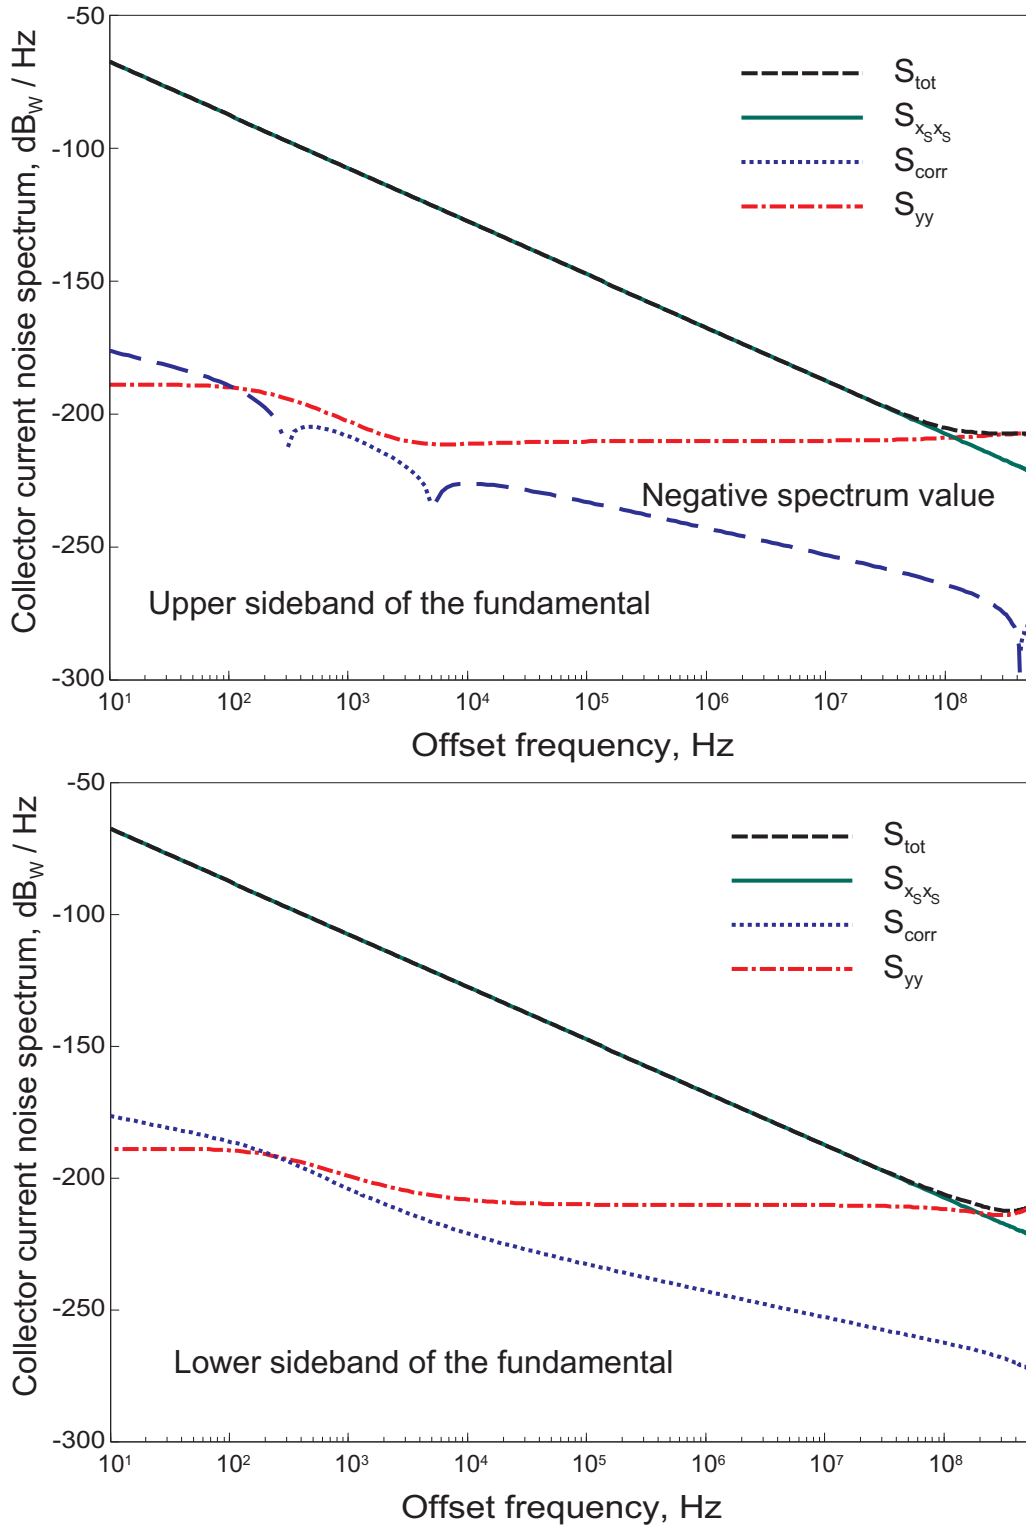 Collector current noise spectrum, dBW / Hz
-50
-100
-150
-200
-250
-300
Stot
SxSxS
Scorr
Syy
Negative spectrum value
Upper sideband of the fundamental
10¹ 10² 10³ 10⁴ 10⁵ 10⁶ 10⁷ 10⁸
Offset frequency, Hz
Collector current noise spectrum, dBW / Hz
-50
-100
-150
-200
-250
-300
Stot
SxSxS
Scorr
Syy
Lower sideband of the fundamental
10¹ 10² 10³ 10⁴ 10⁵ 10⁶ 10⁷ 10⁸
Offset frequency, Hz